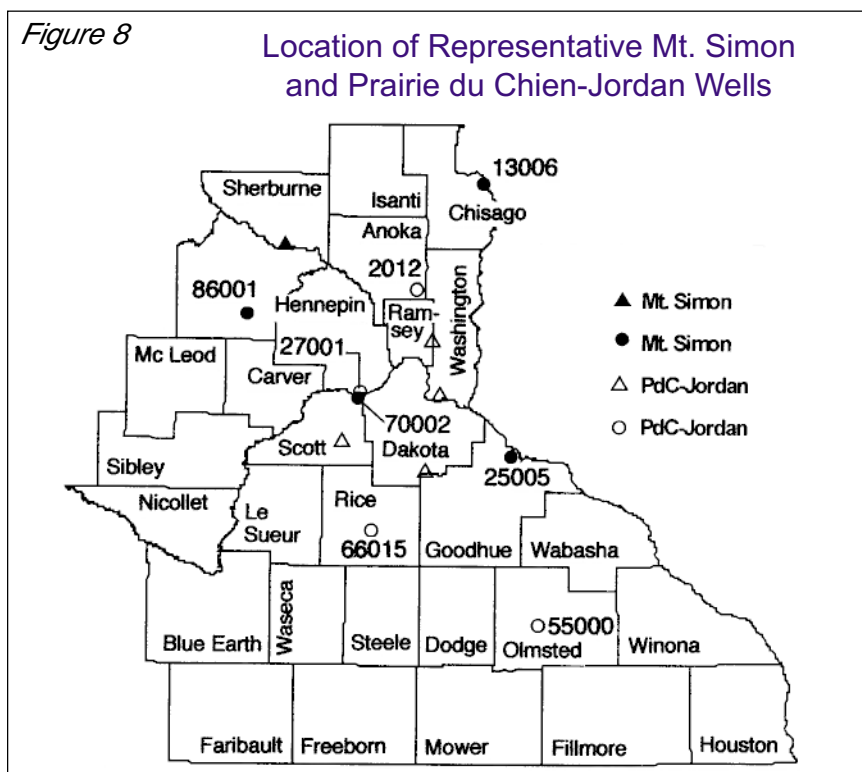 Figure 8
Location of Representative Mt. Simon
and Prairie du Chien-Jordan Wells
13006
Sherburne
Isanti
Chisago
Anoka
2012
86001
Hennepin
Washington
Ram-
sey
27001
Mc Leod
Carver
70002
Scott
Dakota
25005
Sibley
Nicollet
Le
Sueur
Rice
66015
Goodhue
Wabasha
Waseca
55000
Blue Earth
Steele
Dodge
Olmsted
Winona
Faribault
Freeborn
Mower
Fillmore
Houston
Mt. Simon
Mt. Simon
PdC-Jordan
PdC-Jordan